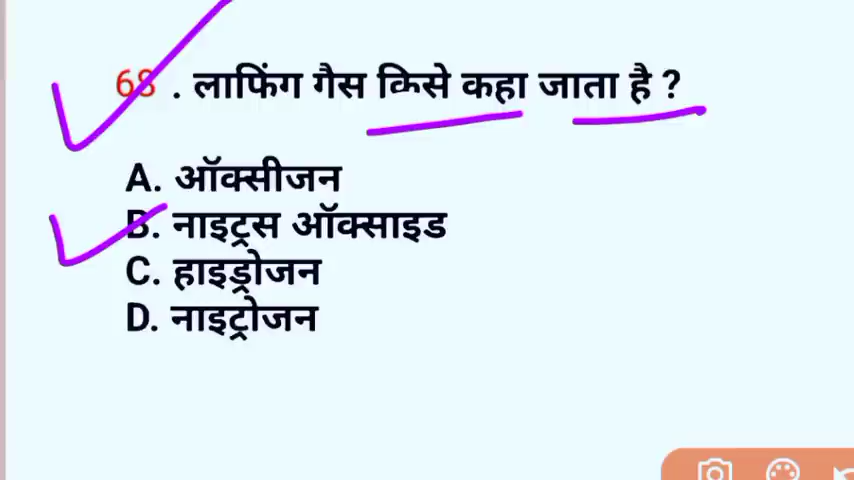 68 . लाफिंग गैस किसे कहा जाता है ?
A. ऑक्सीजन
B. नाइट्रस ऑक्साइड
C. हाइड्रोजन
D. नाइट्रोजन